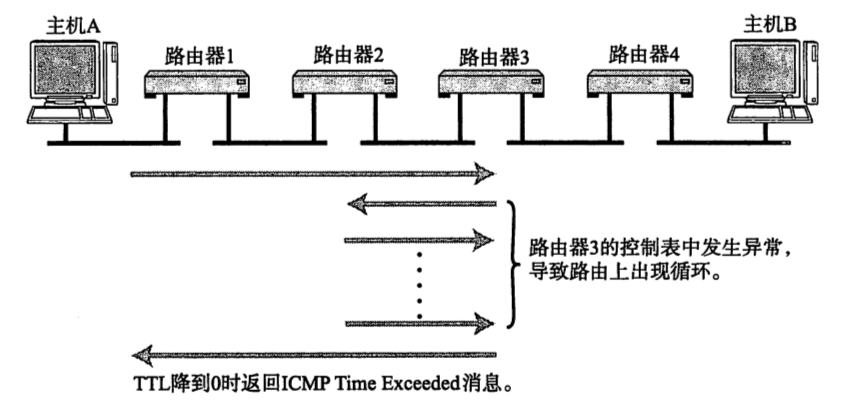 主机A
主机B
路由器1
路由器2
路由器3
路由器4
路由器3的控制表中发生异常，
导致路由上出现循环。
TTL降到0时返回ICMP Time Exceeded消息。